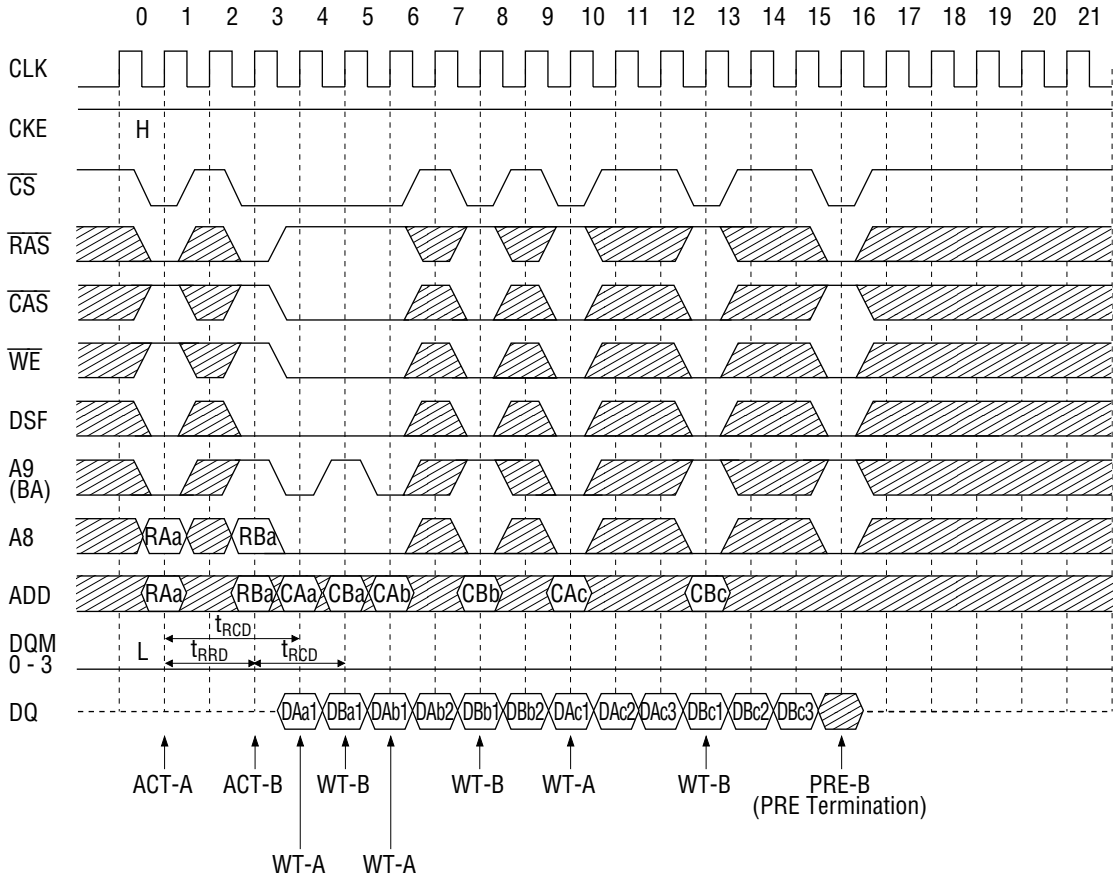 0 1 2 3 4 5 6 7 8 9 10 11 12 13 14 15 16 17 18 19 20 21
CLK
CKE H
CS
RAS
CAS
WE
DSF
A9
(BA)
A8 RAa RBa
ADD RAa RBa CAa CBa CAb CBb CAc CBc
tRCD
DQM
0 - 3 L tRRD tRCD
DQ DAa1 DBa1 DAb1 DAb2 DBb1 DBb2 DAc1 DAc2 DAc3 DBc1 DBc2 DBc3
ACT-A ACT-B WT-B WT-B WT-A WT-B PRE-B
(PRE Termination)
WT-A WT-A